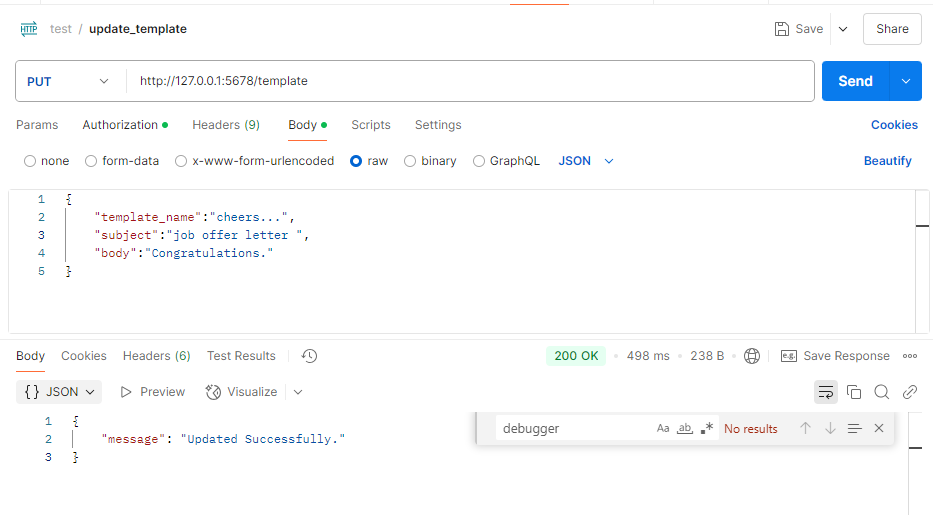 HTTP test / update_template Save Share
PUT http://127.0.0.1:5678/template Send
Params Authorization Headers (9) Body Scripts Settings Cookies
none form-data x-www-form-urlencoded raw binary GraphQL JSON Beautify
1 {
2 "template_name":"cheers...",
3 "subject":"job offer letter ",
4 "body":"Congratulations."
5 }
Body Cookies Headers (6) Test Results 200 OK 498 ms 238 B e.g. Save Response
{} JSON Preview Visualize
1 {
debugger Aa ab .* No results
2 "message": "Updated Successfully."
3 }